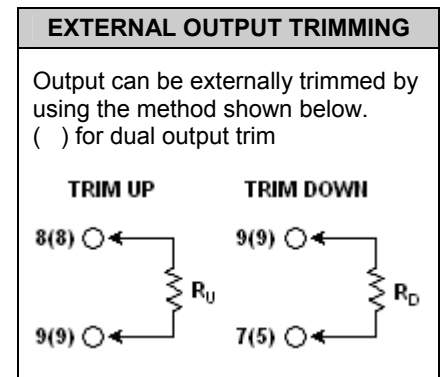 EXTERNAL OUTPUT TRIMMING
Output can be externally trimmed by
using the method shown below.
( ) for dual output trim
TRIM UP TRIM DOWN
8(8) 9(9)
RU RD
9(9) 7(5)